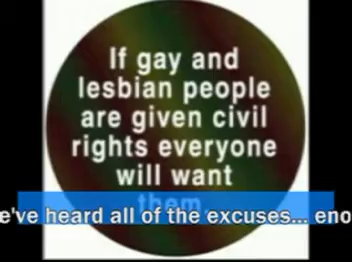 If gay and
lesbian people
are given civil
rights everyone
will want
them.
e've heard all of the excuses... eno